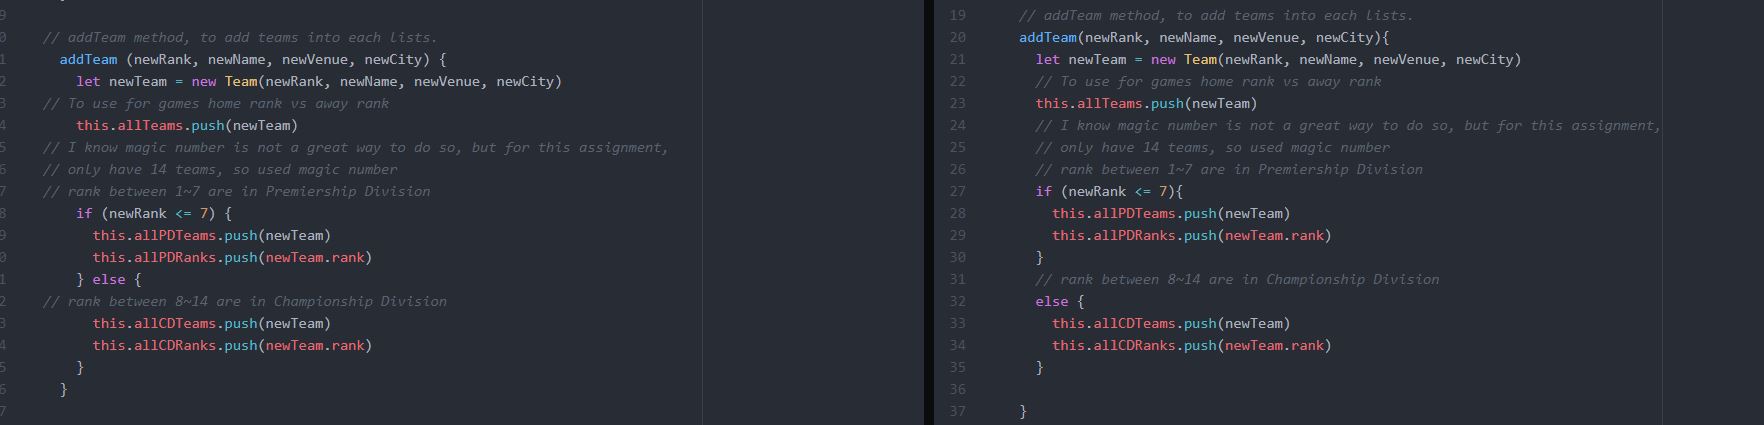 9
0 // addTeam method, to add teams into each lists.
1 addTeam (newRank, newName, newVenue, newCity) {
2 let newTeam = new Team(newRank, newName, newVenue, newCity)
3 // To use for games home rank vs away rank
4 this.allTeams.push(newTeam)
5 // I know magic number is not a great way to do so, but for this assignment,
6 // only have 14 teams, so used magic number
7 // rank between 1~7 are in Premiership Division
8 if (newRank <= 7) {
9 this.allPDTeams.push(newTeam)
0 this.allPDRanks.push(newTeam.rank)
1 } else {
2 // rank between 8~14 are in Championship Division
3 this.allCDTeams.push(newTeam)
4 this.allCDRanks.push(newTeam.rank)
5 }
6 }
7
19 // addTeam method, to add teams into each lists.
20 addTeam(newRank, newName, newVenue, newCity){
21 let newTeam = new Team(newRank, newName, newVenue, newCity)
22 // To use for games home rank vs away rank
23 this.allTeams.push(newTeam)
24 // I know magic number is not a great way to do so, but for this assignment,
25 // only have 14 teams, so used magic number
26 // rank between 1~7 are in Premiership Division
27 if (newRank <= 7){
28 this.allPDTeams.push(newTeam)
29 this.allPDRanks.push(newTeam.rank)
30 }
31 // rank between 8~14 are in Championship Division
32 else {
33 this.allCDTeams.push(newTeam)
34 this.allCDRanks.push(newTeam.rank)
35 }
36
37 }